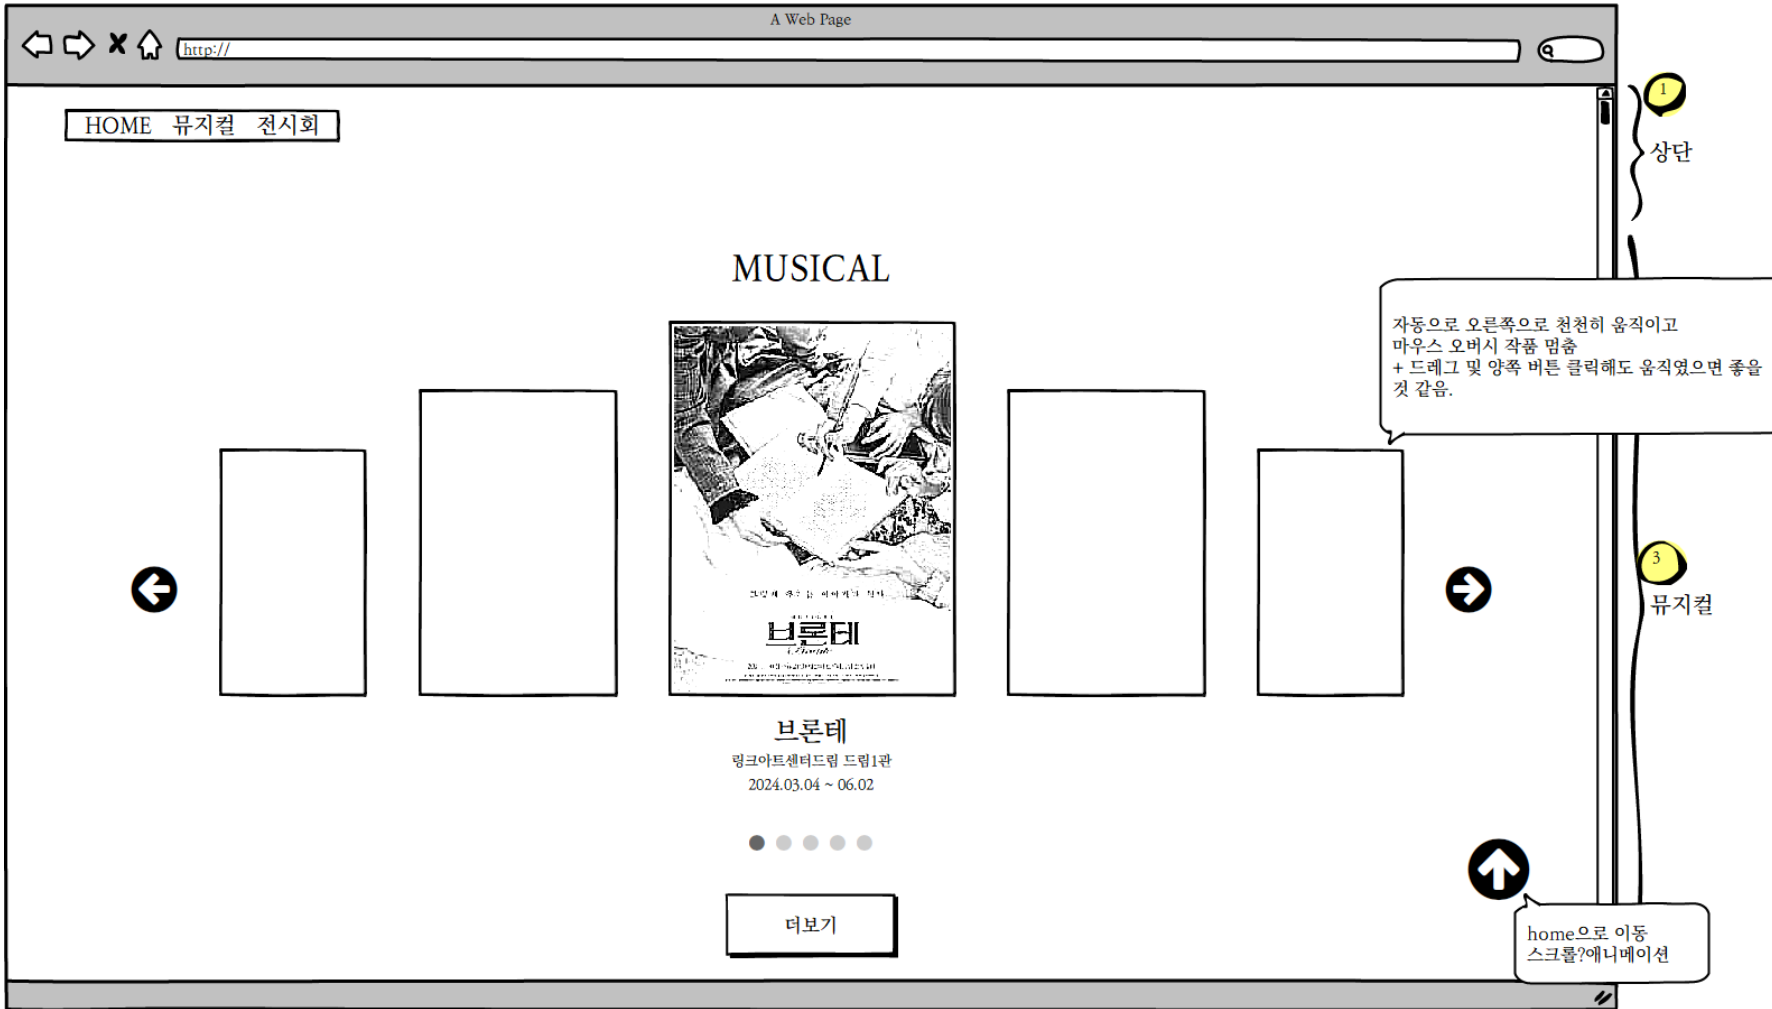 A Web Page
http://
HOME 뮤지컬 전시회
1
상단
MUSICAL
자동으로 오른쪽으로 천천히 움직이고
마우스 오버시 작품 멈춤
+ 드레그 및 양쪽 버튼 클릭해도 움직였으면 좋을
것 같음.
3
뮤지컬
브론테
브론테
링크아트센터드림 드림1관
2024.03.04 ~ 06.02
더보기
home으로 이동
스크롤?애니메이션